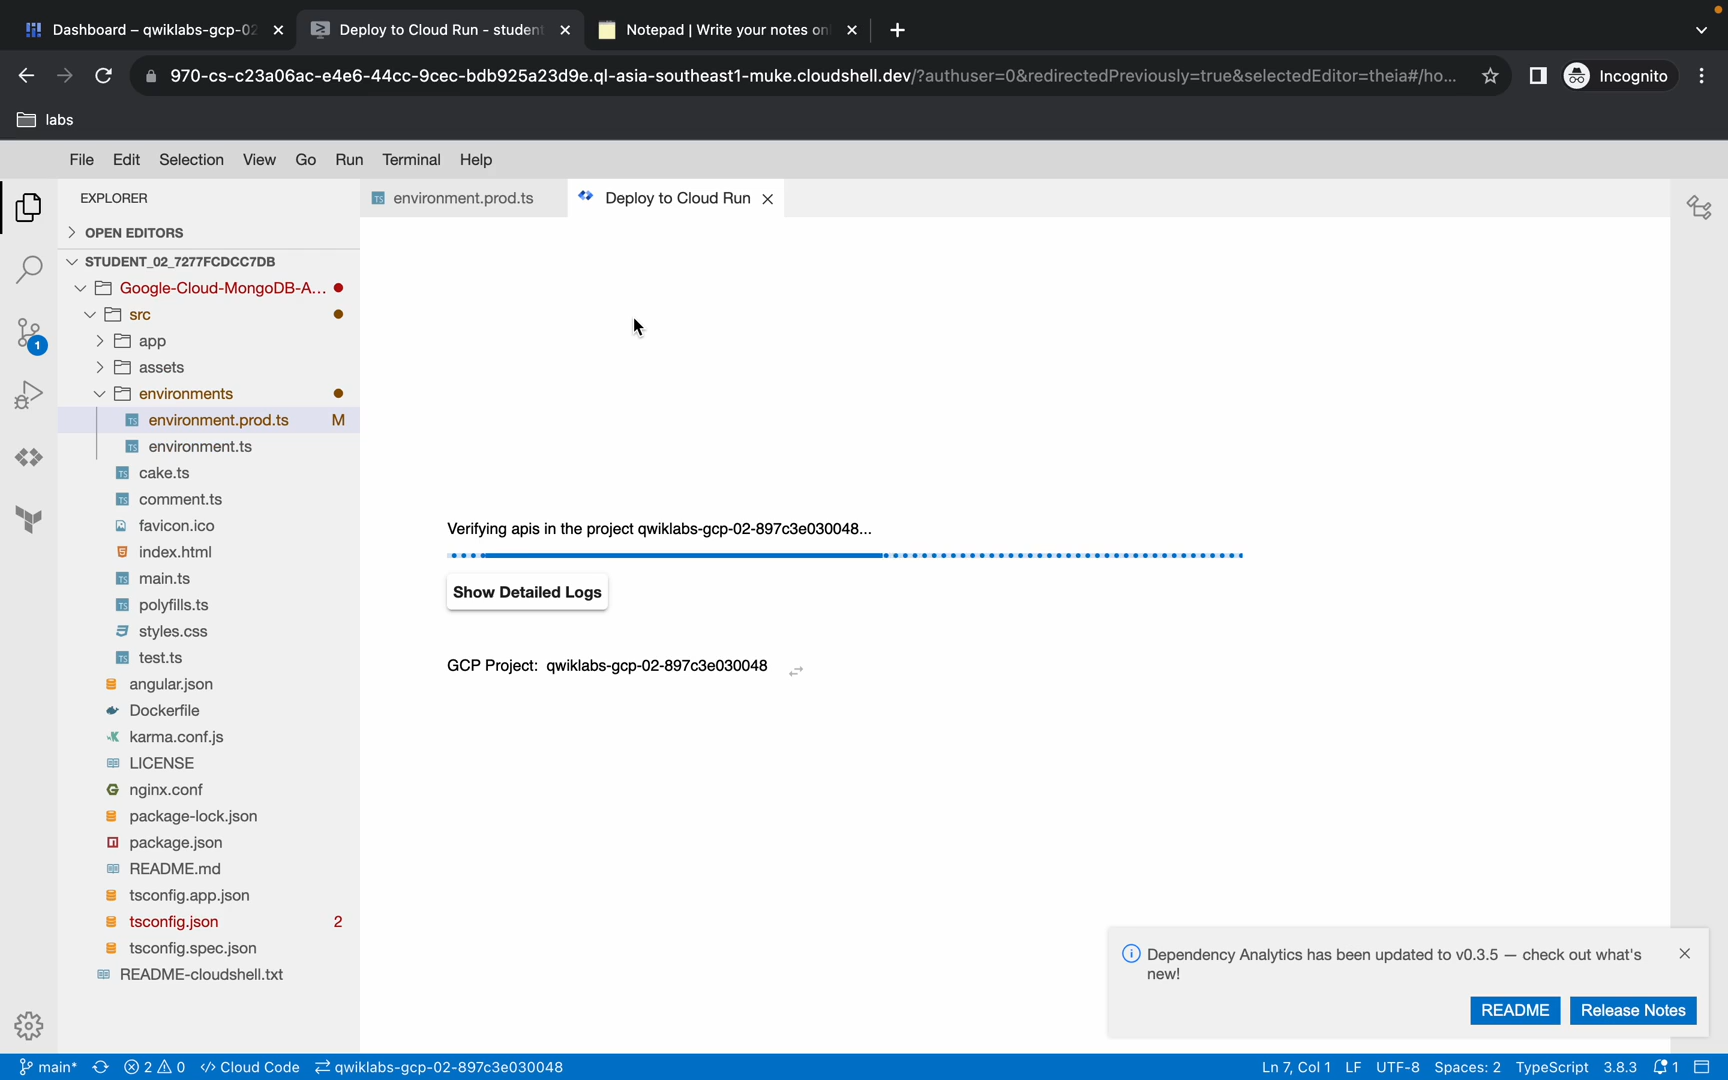 Dashboard – qwiklabs-gcp-02
Deploy to Cloud Run - student
Notepad | Write your notes onl
970-cs-c23a06ac-e4e6-44cc-9cec-bdb925a23d9e.ql-asia-southeast1-muke.cloudshell.dev/?authuser=0&redirectedPreviously=true&selectedEditor=theia#/ho...
Incognito
labs
File Edit Selection View Go Run Terminal Help
EXPLORER
environment.prod.ts
Deploy to Cloud Run
OPEN EDITORS
STUDENT_02_7277FCDCC7DB
Google-Cloud-MongoDB-A...
src
app
1
assets
environments
environment.prod.ts M
environment.ts
cake.ts
comment.ts
favicon.ico
index.html
main.ts
polyfills.ts
styles.css
test.ts
angular.json
Dockerfile
karma.conf.js
LICENSE
nginx.conf
package-lock.json
package.json
README.md
tsconfig.app.json
tsconfig.json 2
tsconfig.spec.json
README-cloudshell.txt
Verifying apis in the project qwiklabs-gcp-02-897c3e030048...
Show Detailed Logs
GCP Project: qwiklabs-gcp-02-897c3e030048
Dependency Analytics has been updated to v0.3.5 — check out what's
new!
README
Release Notes
main* 2 0 Cloud Code qwiklabs-gcp-02-897c3e030048
Ln 7, Col 1 LF UTF-8 Spaces: 2 TypeScript 3.8.3 1